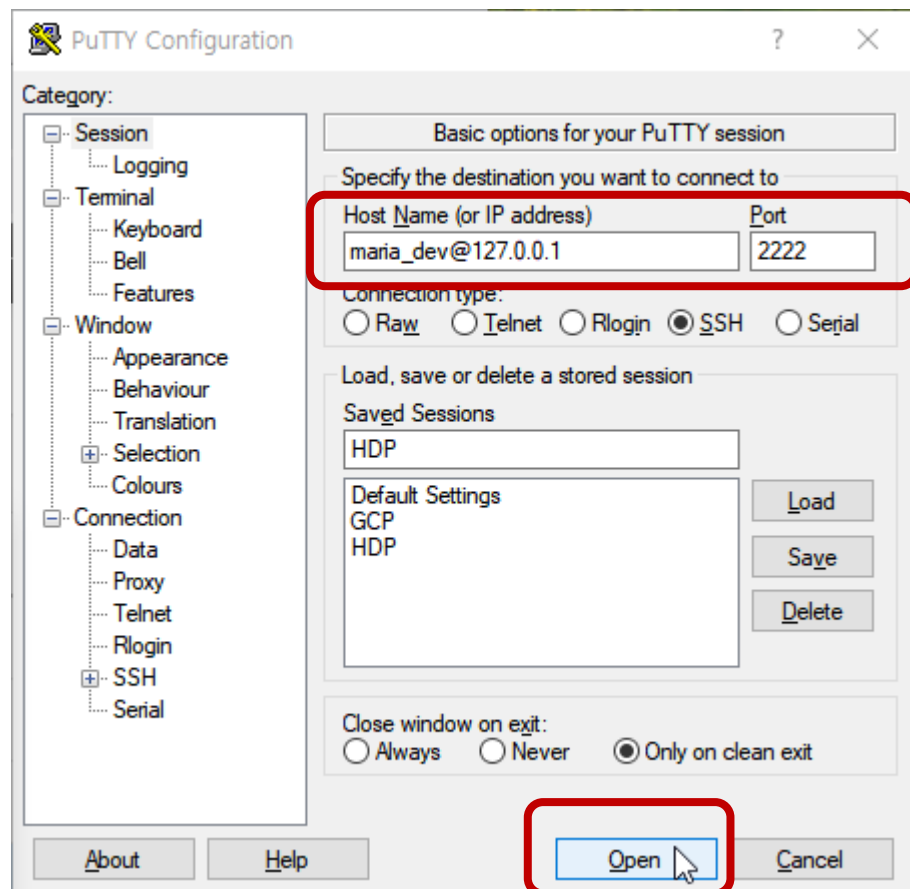 PuTTY Configuration
?
Category:
Session
Logging
Terminal
Keyboard
Bell
Features
Window
Appearance
Behaviour
Translation
Selection
Colours
Connection
Data
Proxy
Telnet
Rlogin
SSH
Serial
Basic options for your PuTTY session
Specify the destination you want to connect to
Host Name (or IP address) Port
maria_dev@127.0.0.1 2222
Connection type:
Raw Telnet Rlogin SSH Serial
Load, save or delete a stored session
Saved Sessions
HDP
Default Settings
GCP
HDP
Load
Save
Delete
Close window on exit:
Always Never Only on clean exit
About Help Open Cancel